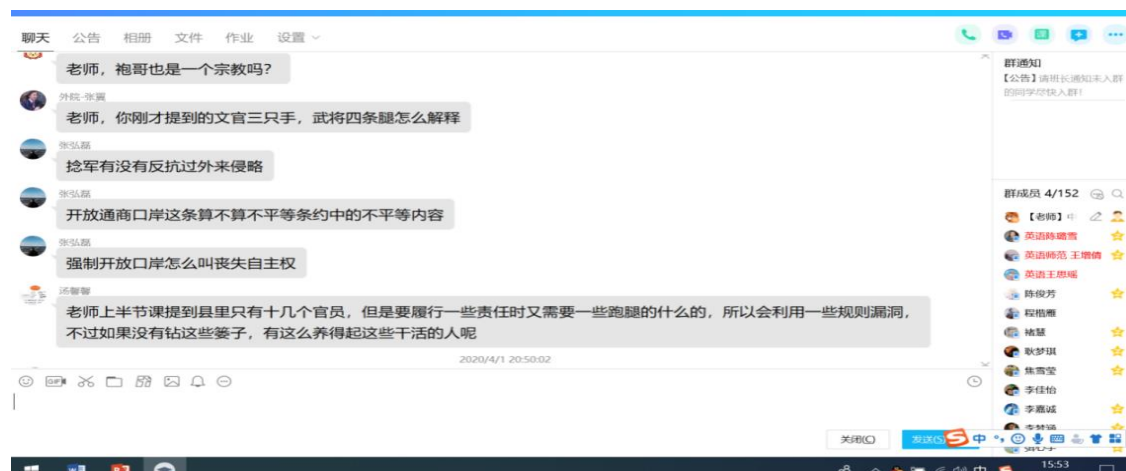 聊天 公告 相册 文件 作业 设置
老师，袍哥也是一个宗教吗？
外院-张翼
老师，你刚才提到的文官三只手，武将四条腿怎么解释
张弘磊
捻军有没有反抗过外来侵略
张弘磊
开放通商口岸这条算不算不平等条约中的不平等内容
张弘磊
强制开放口岸怎么叫丧失自主权
汤馨馨
老师上半节课提到县里只有十几个官员，但是要履行一些责任时又需要一些跑腿的什么的，所以会利用一些规则漏洞，
不过如果没有钻这些篓子，有这么养得起这些干活的人呢
2020/4/1 20:50:02
关闭(C) 发送(S)
群通知
【公告】请班长通知未入群
的同学尽快入群！
群成员 4/152
【老师】
英语陈璐雪
英语师范 王增倩
英语王思瑶
陈俊芳
程楷雁
褚慧
耿梦琪
焦雪莹
李佳怡
李嘉诚
中
中
15:53